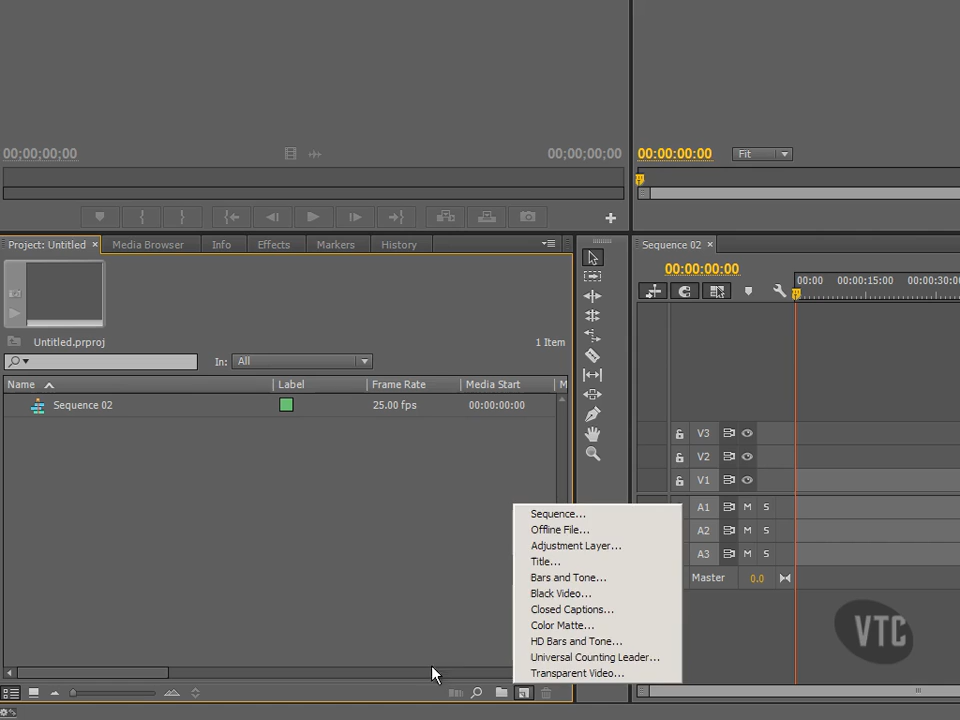 00;00;00;00
00;00;00;00
00:00:00:00
Fit
Project: Untitled ×
Media Browser
Info
Effects
Markers
History
Sequence 02 ×
00:00:00:00
00:00
00:00:15:00
00:00:30:00
Untitled.prproj
1 Item
In:
All
Name
Label
Frame Rate
Media Start
M
Sequence 02
25.00 fps
00:00:00:00
V3
V2
V1
A1 M S
A2 M S
A3 M S
Master 0.0
Sequence...
Offline File...
Adjustment Layer...
Title...
Bars and Tone...
Black Video...
Closed Captions...
Color Matte...
HD Bars and Tone...
Universal Counting Leader...
Transparent Video...
VTC